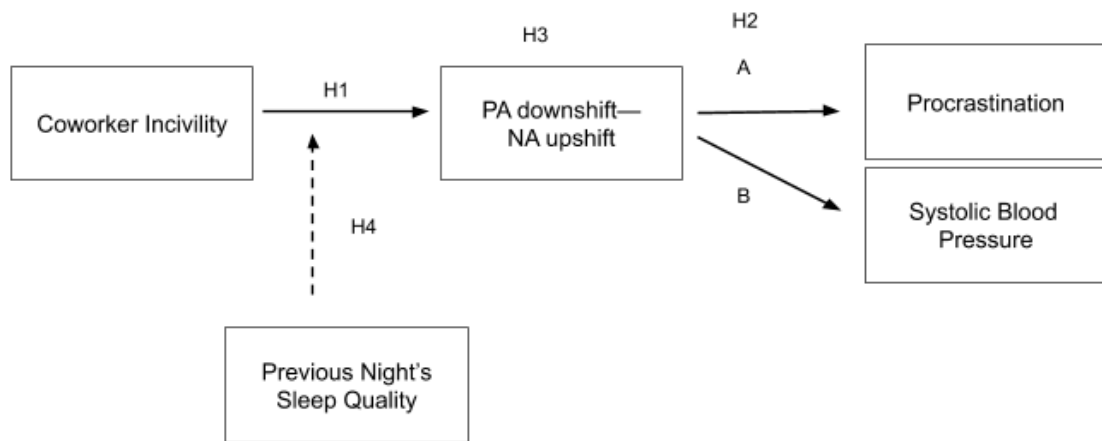 H2
H3
A
H1
Coworker Incivility
PA downshift—
NA upshift
Procrastination
B
H4
Systolic Blood
Pressure
Previous Night's
Sleep Quality